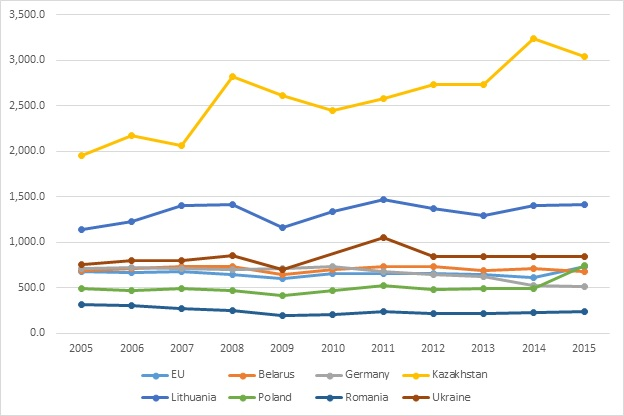 3,500.0
3,000.0
2,500.0
2,000.0
1,500.0
1,000.0
500.0
0.0
2005 2006 2007 2008 2009 2010 2011 2012 2013 2014 2015
EU Belarus Germany Kazakhstan
Lithuania Poland Romania Ukraine